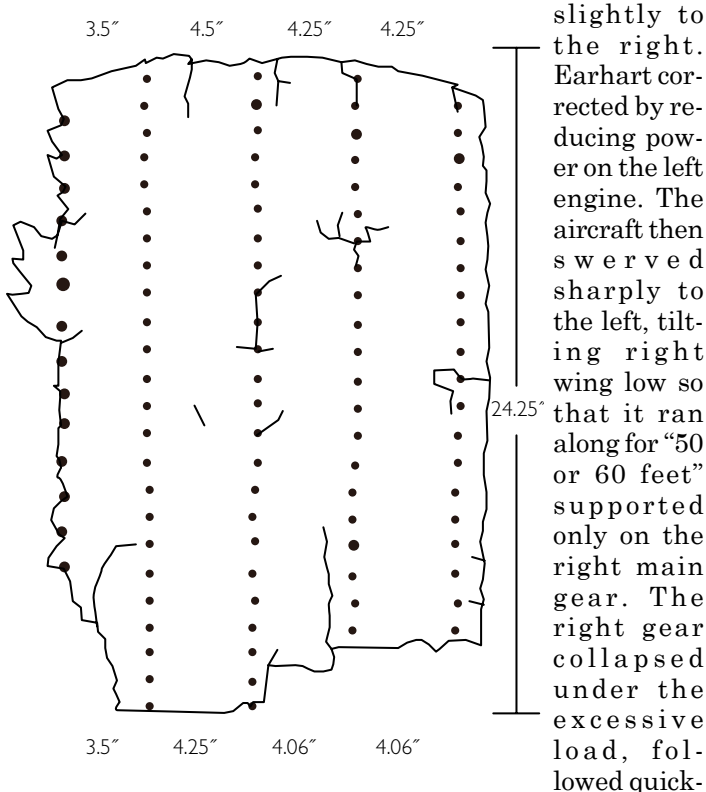 3.5″ 4.5″ 4.25″ 4.25″
24.25″
3.5″ 4.25″ 4.06″ 4.06″
slightly to
the right.
Earhart cor-
rected by re-
ducing pow-
er on the left
engine. The
aircraft then
swerved
sharply to
the left, tilt-
ing right
wing low so
that it ran
along for “50
or 60 feet”
supported
only on the
right main
gear. The
right gear
collapsed
under the
excessive
load, fol-
lowed quick-